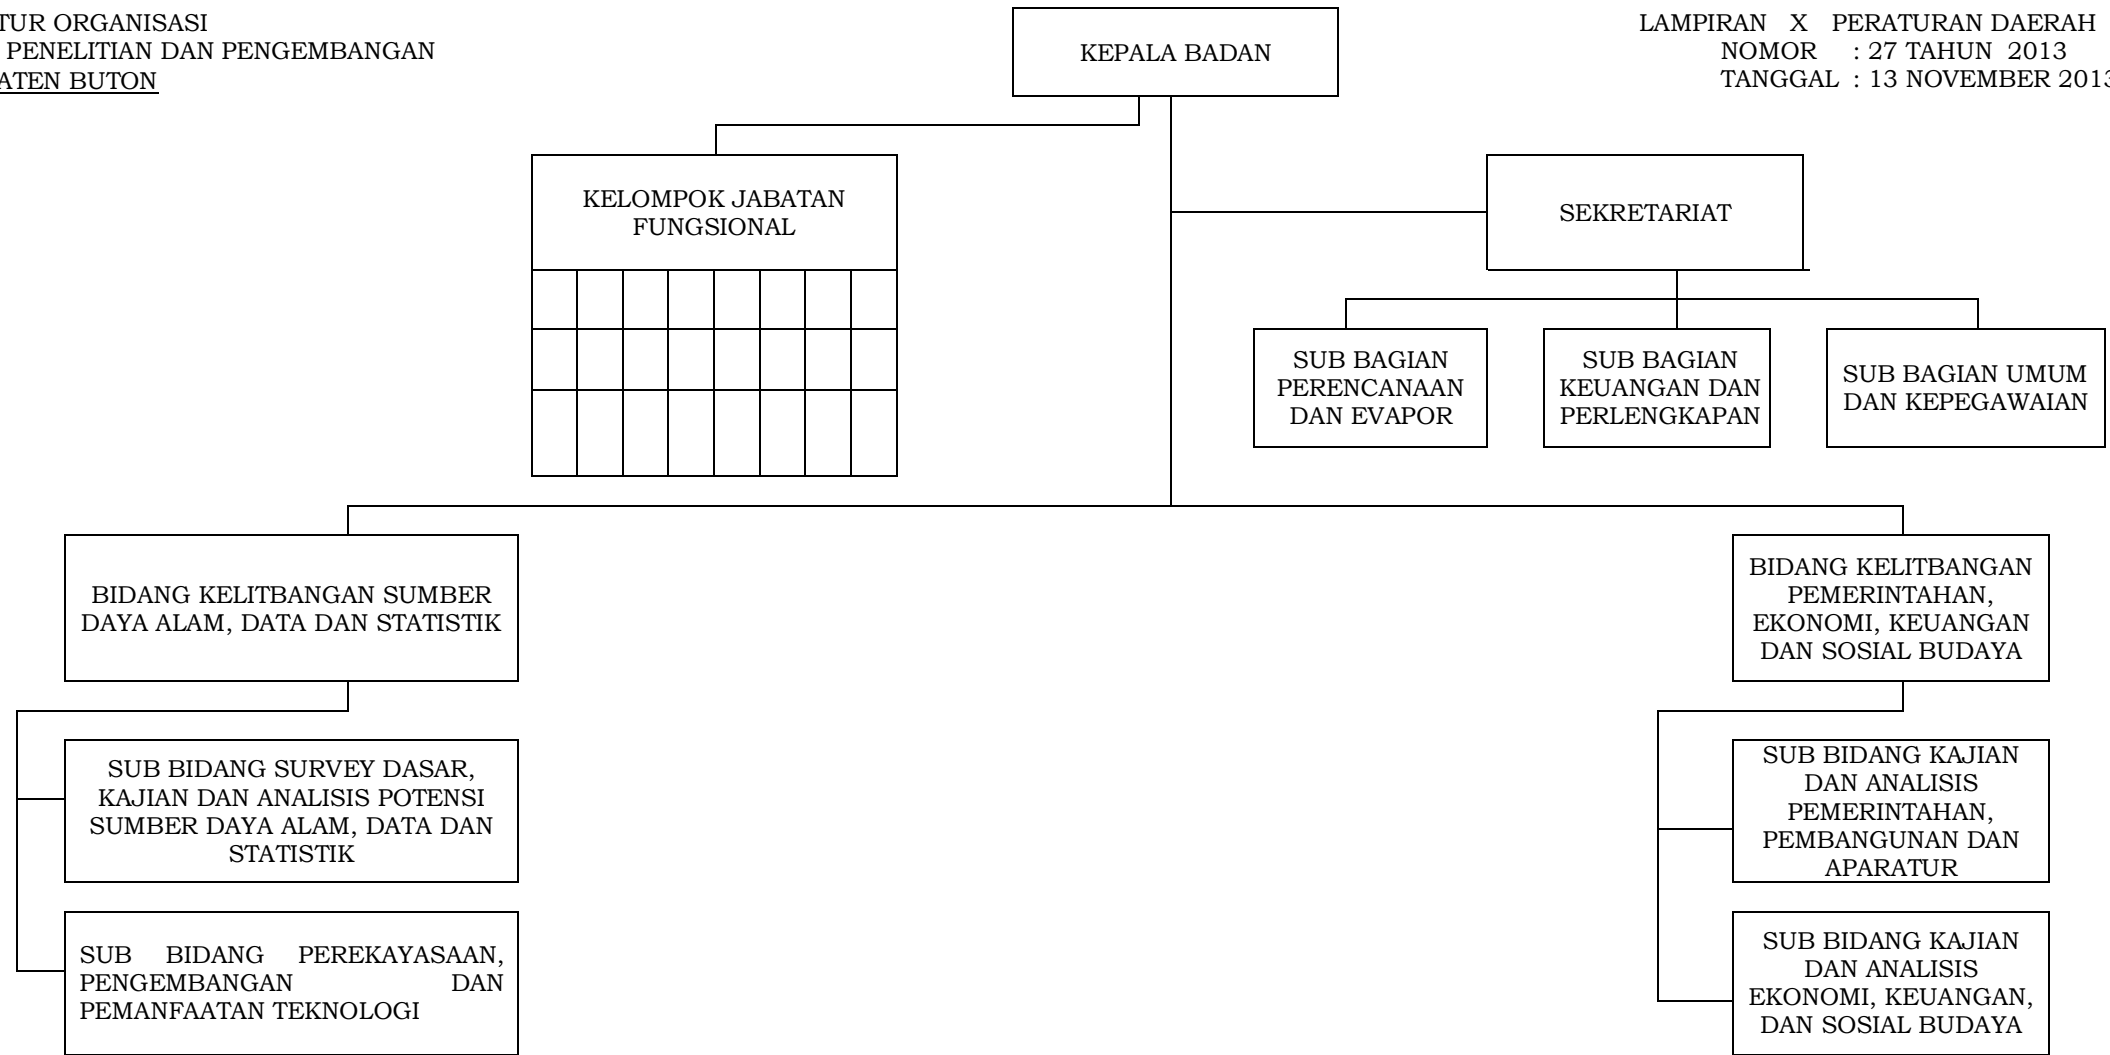 TUR ORGANISASI
PENELITIAN DAN PENGEMBANGAN
ATEN BUTON
KEPALA BADAN
LAMPIRAN X PERATURAN DAERAH
NOMOR : 27 TAHUN 2013
TANGGAL : 13 NOVEMBER 2013
KELOMPOK JABATAN
FUNGSIONAL
SEKRETARIAT
SUB BAGIAN
PERENCANAAN
DAN EVAPOR
SUB BAGIAN
KEUANGAN DAN
PERLENGKAPAN
SUB BAGIAN UMUM
DAN KEPEGAWAIAN
BIDANG KELITBANGAN SUMBER
DAYA ALAM, DATA DAN STATISTIK
BIDANG KELITBANGAN
PEMERINTAHAN,
EKONOMI, KEUANGAN
DAN SOSIAL BUDAYA
SUB BIDANG SURVEY DASAR,
KAJIAN DAN ANALISIS POTENSI
SUMBER DAYA ALAM, DATA DAN
STATISTIK
SUB BIDANG PEREKAYASAAN,
PENGEMBANGAN DAN
PEMANFAATAN TEKNOLOGI
SUB BIDANG KAJIAN
DAN ANALISIS
PEMERINTAHAN,
PEMBANGUNAN DAN
APARATUR
SUB BIDANG KAJIAN
DAN ANALISIS
EKONOMI, KEUANGAN,
DAN SOSIAL BUDAYA